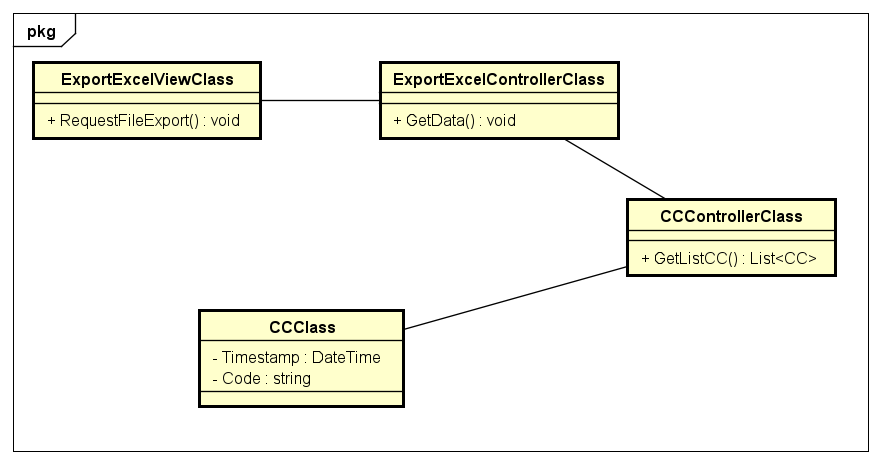 pkg
ExportExcelViewClass
+ RequestFileExport() : void
ExportExcelControllerClass
+ GetData() : void
CCControllerClass
+ GetListCC() : List<CC>
CCClass
- Timestamp : DateTime
- Code : string